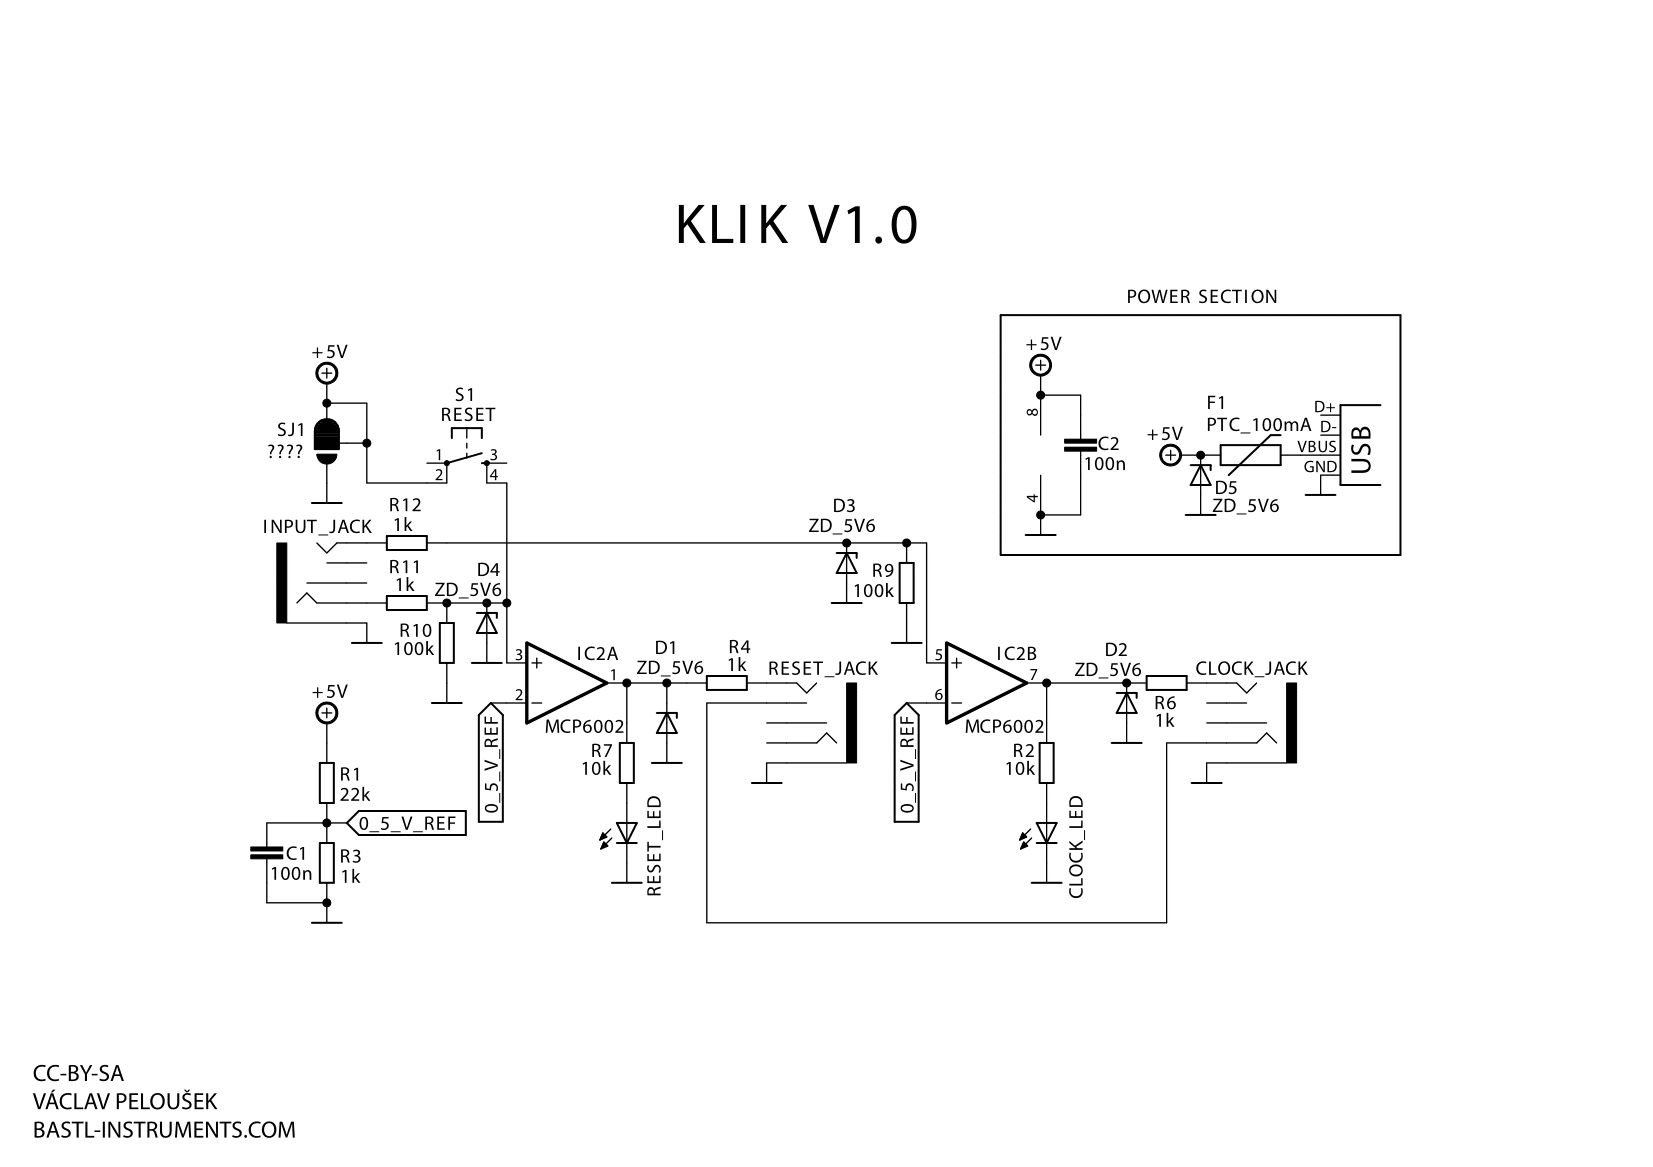 KLIK V1.0
POWER SECTION
+5V
8
4
C2
100n
+5V
F1
PTC_100mA
D5
ZD_5V6
D+
D-
VBUS
GND
USB
+5V
SJ1
????
S1
RESET
1
2
3
4
INPUT_JACK
R12
1k
R11
1k
D4
ZD_5V6
R10
100k
D3
ZD_5V6
R9
100k
+5V
R1
22k
0_5_V_REF
C1
100n
R3
1k
3
2
+
−
1
IC2A
MCP6002
0_5_V_REF
D1
ZD_5V6
R4
1k
RESET_JACK
R7
10k
RESET_LED
5
6
+
−
7
IC2B
MCP6002
0_5_V_REF
D2
ZD_5V6
R6
1k
CLOCK_JACK
R2
10k
CLOCK_LED
CC-BY-SA
VÁCLAV PELOUŠEK
BASTL-INSTRUMENTS.COM